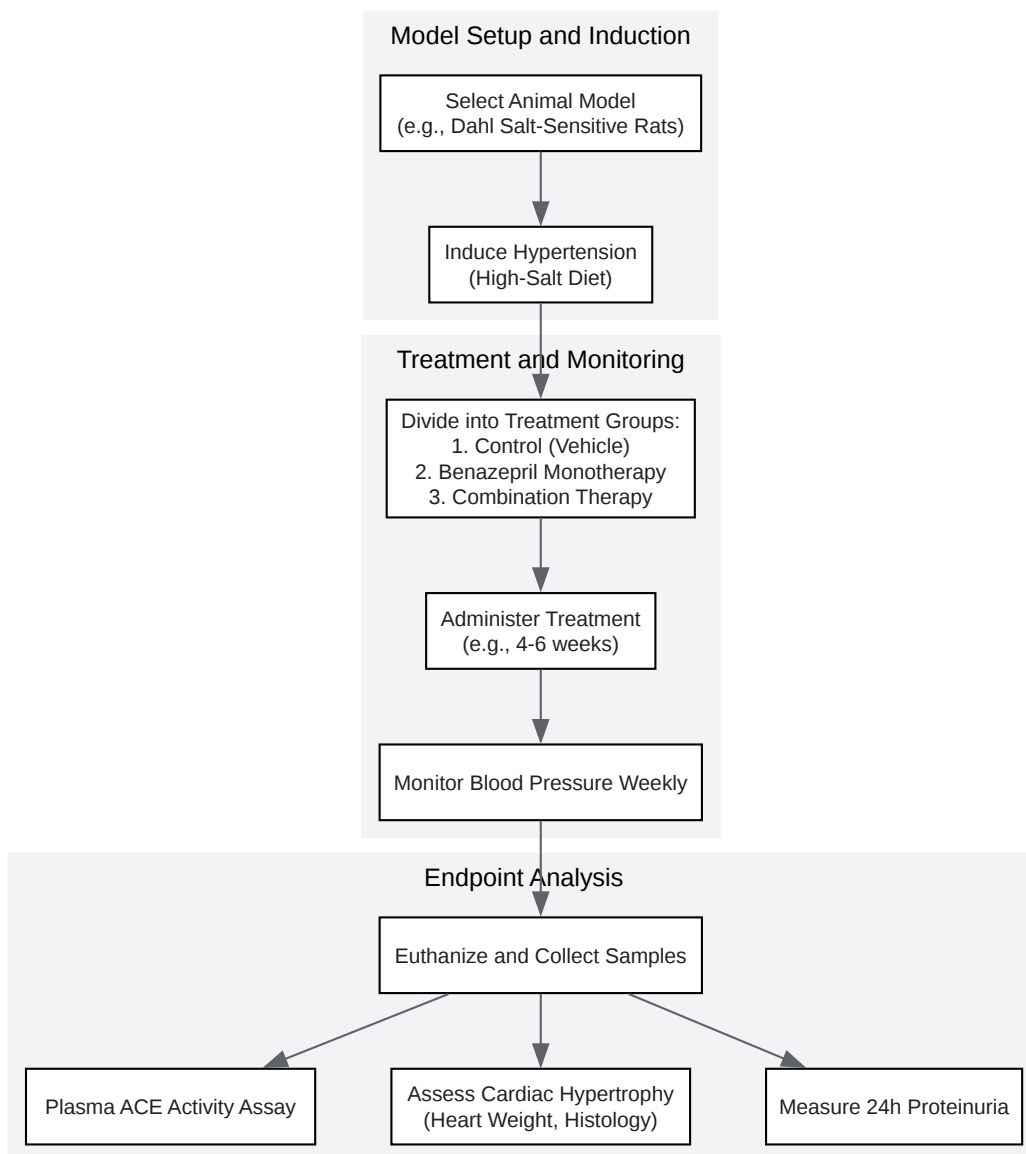 Model Setup and Induction
Select Animal Model
(e.g., Dahl Salt-Sensitive Rats)
Induce Hypertension
(High-Salt Diet)
Treatment and Monitoring
Divide into Treatment Groups:
1. Control (Vehicle)
2. Benazepril Monotherapy
3. Combination Therapy
Administer Treatment
(e.g., 4-6 weeks)
Monitor Blood Pressure Weekly
Endpoint Analysis
Euthanize and Collect Samples
Plasma ACE Activity Assay
Assess Cardiac Hypertrophy
(Heart Weight, Histology)
Measure 24h Proteinuria